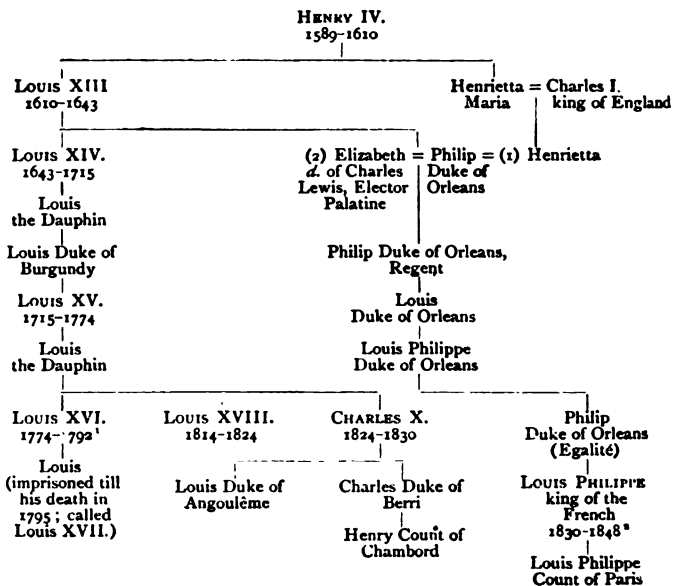 HENRY IV.
1589-1610
LOUIS XIII
1610-1643
Henrietta = Charles I.
Maria king of England
LOUIS XIV.
1643-1715
(2) Elizabeth = Philip = (1) Henrietta
d. of Charles Duke of
Lewis, Elector Orleans
Palatine
Louis
the Dauphin
Louis Duke of
Burgundy
Philip Duke of Orleans,
Regent
LOUIS XV.
1715-1774
Louis
Duke of Orleans
Louis
the Dauphin
Louis Philippe
Duke of Orleans
LOUIS XVI.
1774-792¹
LOUIS XVIII.
1814-1824
CHARLES X.
1824-1830
Philip
Duke of Orleans
(Egalité)
Louis
(imprisoned till
his death in
1795; called
Louis XVII.)
Louis Duke of
Angoulême
Charles Duke of
Berri
LOUIS PHILIPPE
king of the
French
1830-1848²
Henry Count of
Chambord
Louis Philippe
Count of Paris